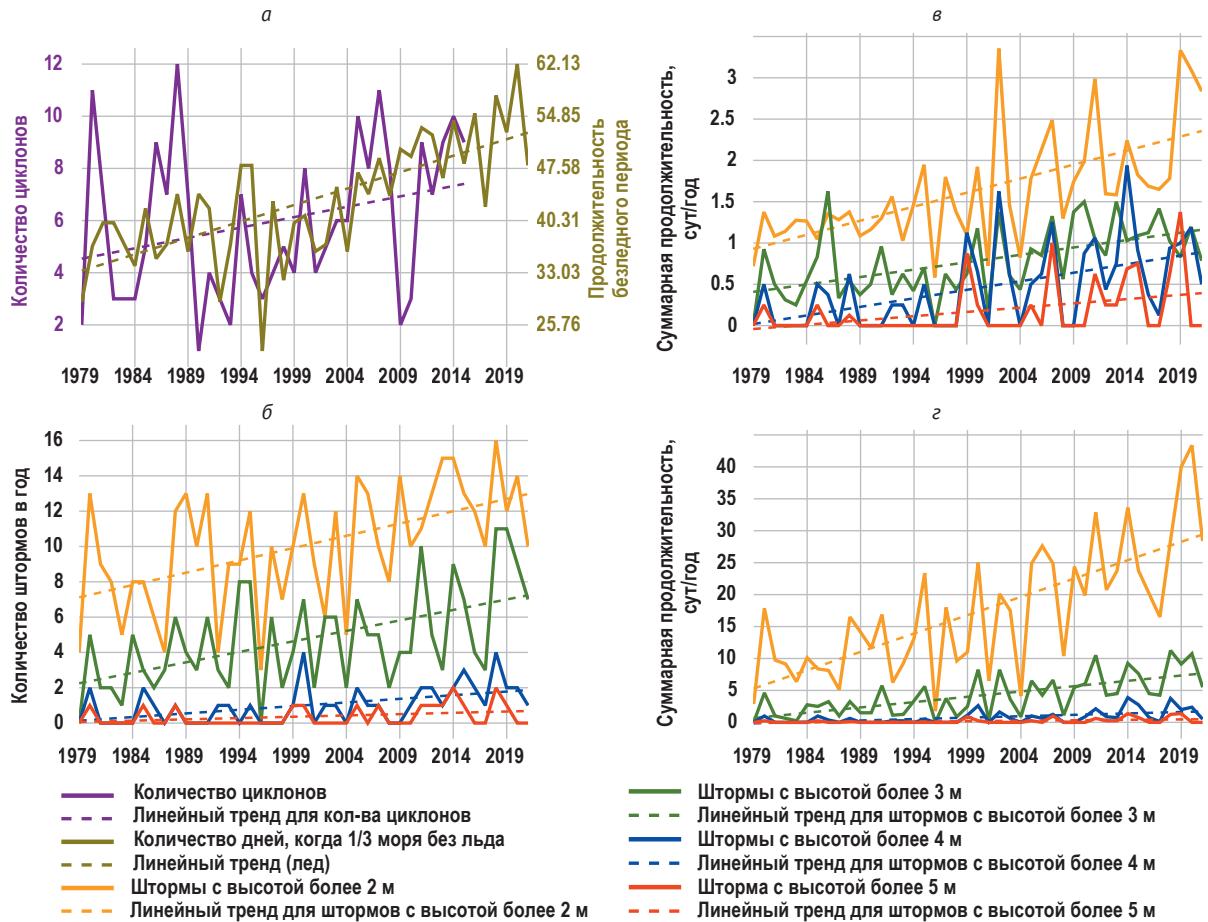 а
Количество циклонов
12
10
8
6
4
2
62.13
54.85
47.58
40.31
33.03
25.76
Продолжительность
безледного периода
1979 1984 1989 1994 1999 2004 2009 2014 2019
в
Суммарная продолжительность,
сут/год
3
2.5
2
1.5
1
0.5
0
1979 1984 1989 1994 1999 2004 2009 2014 2019
б
Количество штормов в год
16
14
12
10
8
6
4
2
0
1979 1984 1989 1994 1999 2004 2009 2014 2019
г
Суммарная продолжительность,
сут/год
40
35
30
25
20
15
10
5
0
1979 1984 1989 1994 1999 2004 2009 2014 2019
Количество циклонов
Линейный тренд для кол-ва циклонов
Количество дней, когда 1/3 моря без льда
Линейный тренд (лед)
Штормы с высотой более 2 м
Линейный тренд для штормов с высотой более 2 м
Штормы с высотой более 3 м
Линейный тренд для штормов с высотой более 3 м
Штормы с высотой более 4 м
Линейный тренд для штормов с высотой более 4 м
Шторма с высотой более 5 м
Линейный тренд для штормов с высотой более 5 м